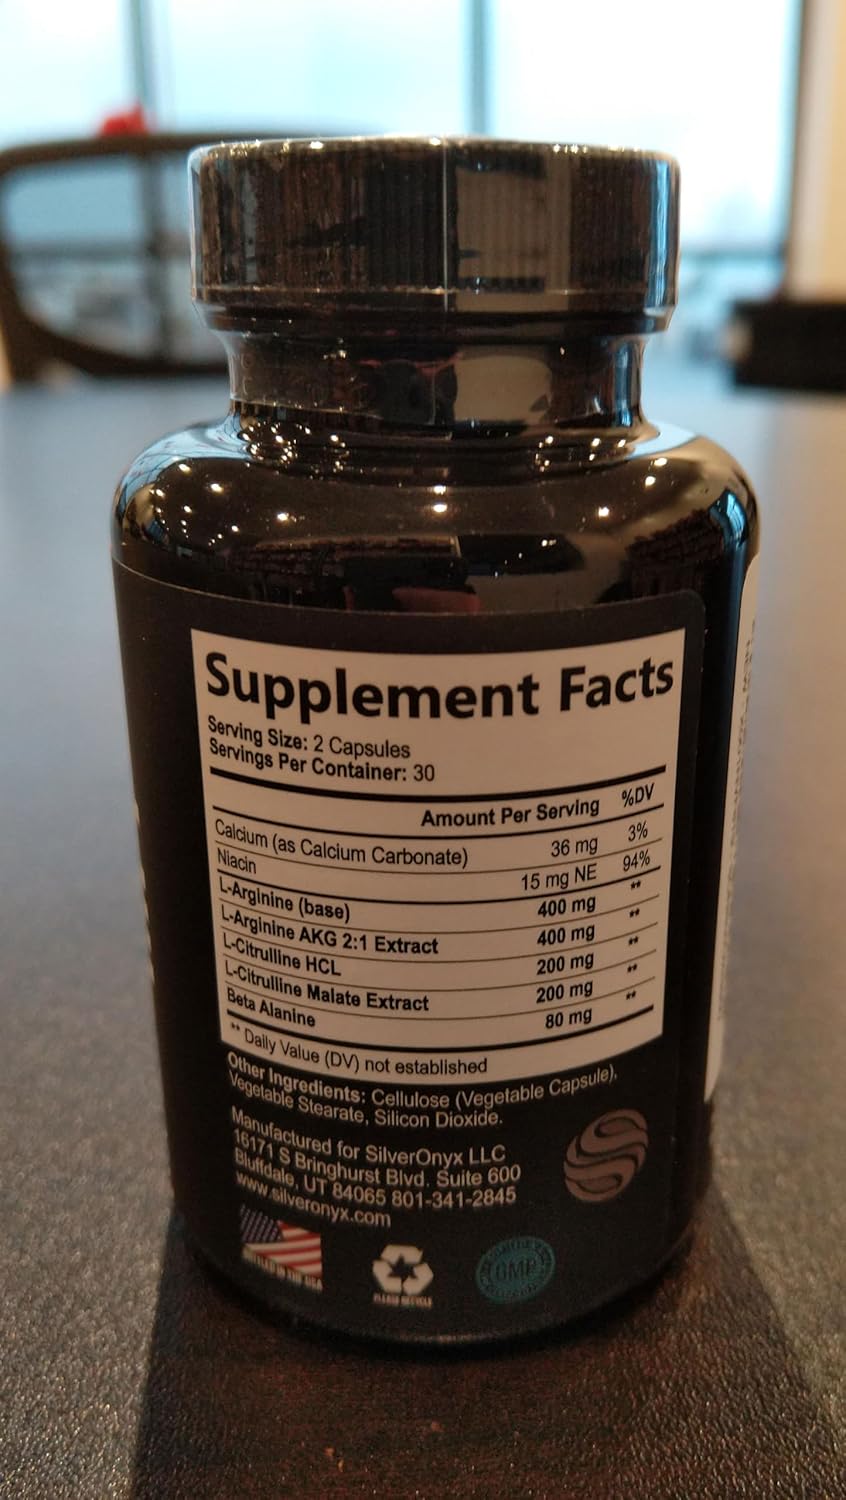 Supplement Facts
Serving Size: 2 Capsules
Servings Per Container: 30
Amount Per Serving %DV
Calcium (as Calcium Carbonate) 36 mg 3%
Niacin 15 mg NE 94%
L-Arginine (base) 400 mg **
L-Arginine AKG 2:1 Extract 400 mg **
L-Citrulline HCL 200 mg **
L-Citrulline Malate Extract 200 mg **
Beta Alanine 80 mg **
** Daily Value (DV) not established
Other Ingredients: Cellulose (Vegetable Capsule),
Vegetable Stearate, Silicon Dioxide.
Manufactured for SilverOnyx LLC
16171 S Bringhurst Blvd. Suite 600
Bluffdale, UT 84065 801-341-2845
www.silveronyx.com
PLEASE RECYCLE
GMP